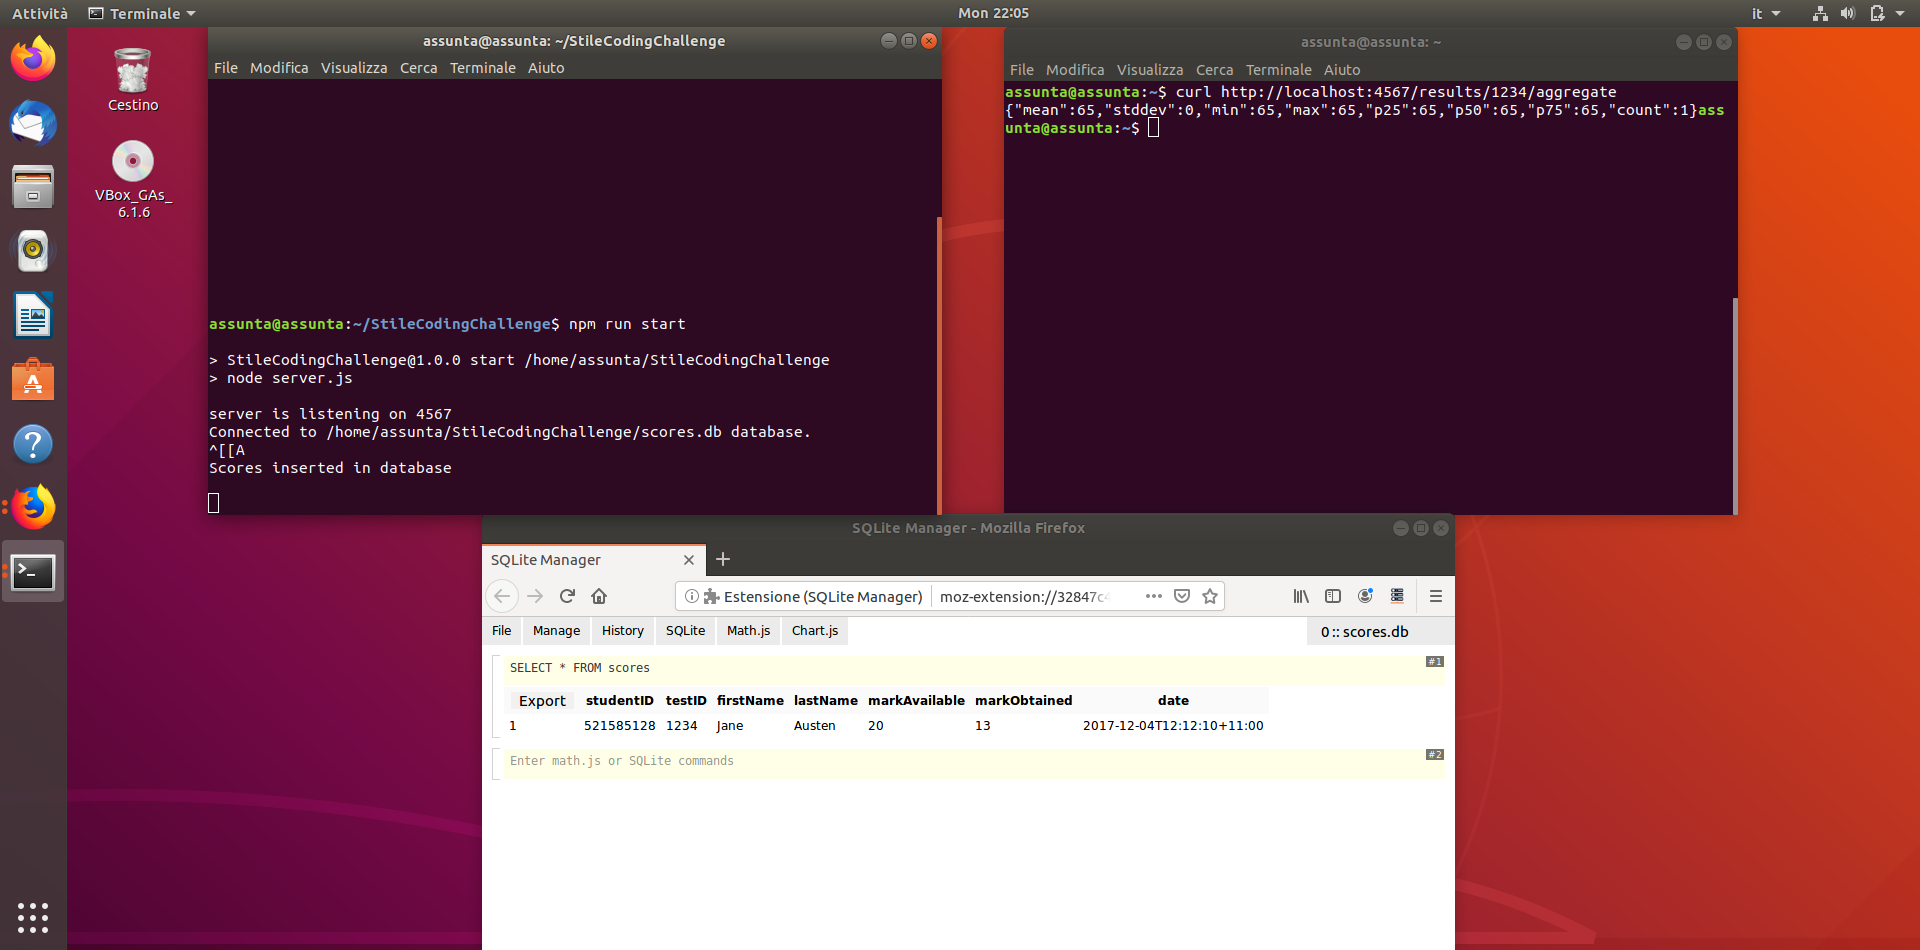 Attività Terminale Mon 22:05 it
Cestino
VBox_GAs_
6.1.6
assunta@assunta: ~/StileCodingChallenge
File Modifica Visualizza Cerca Terminale Aiuto
assunta@assunta:~/StileCodingChallenge$ npm run start
> StileCodingChallenge@1.0.0 start /home/assunta/StileCodingChallenge
> node server.js
server is listening on 4567
Connected to /home/assunta/StileCodingChallenge/scores.db database.
^[[A
Scores inserted in database
assunta@assunta: ~
File Modifica Visualizza Cerca Terminale Aiuto
assunta@assunta:~$ curl http://localhost:4567/results/1234/aggregate
{"mean":65,"stddev":0,"min":65,"max":65,"p25":65,"p50":65,"p75":65,"count":1}ass
unta@assunta:~$
SQLite Manager - Mozilla Firefox
SQLite Manager
Estensione (SQLite Manager) moz-extension://32847c
File Manage History SQLite Math.js Chart.js 0 :: scores.db
SELECT * FROM scores #1
Export studentID testID firstName lastName markAvailable markObtained date
1 521585128 1234 Jane Austen 20 13 2017-12-04T12:12:10+11:00
Enter math.js or SQLite commands #2